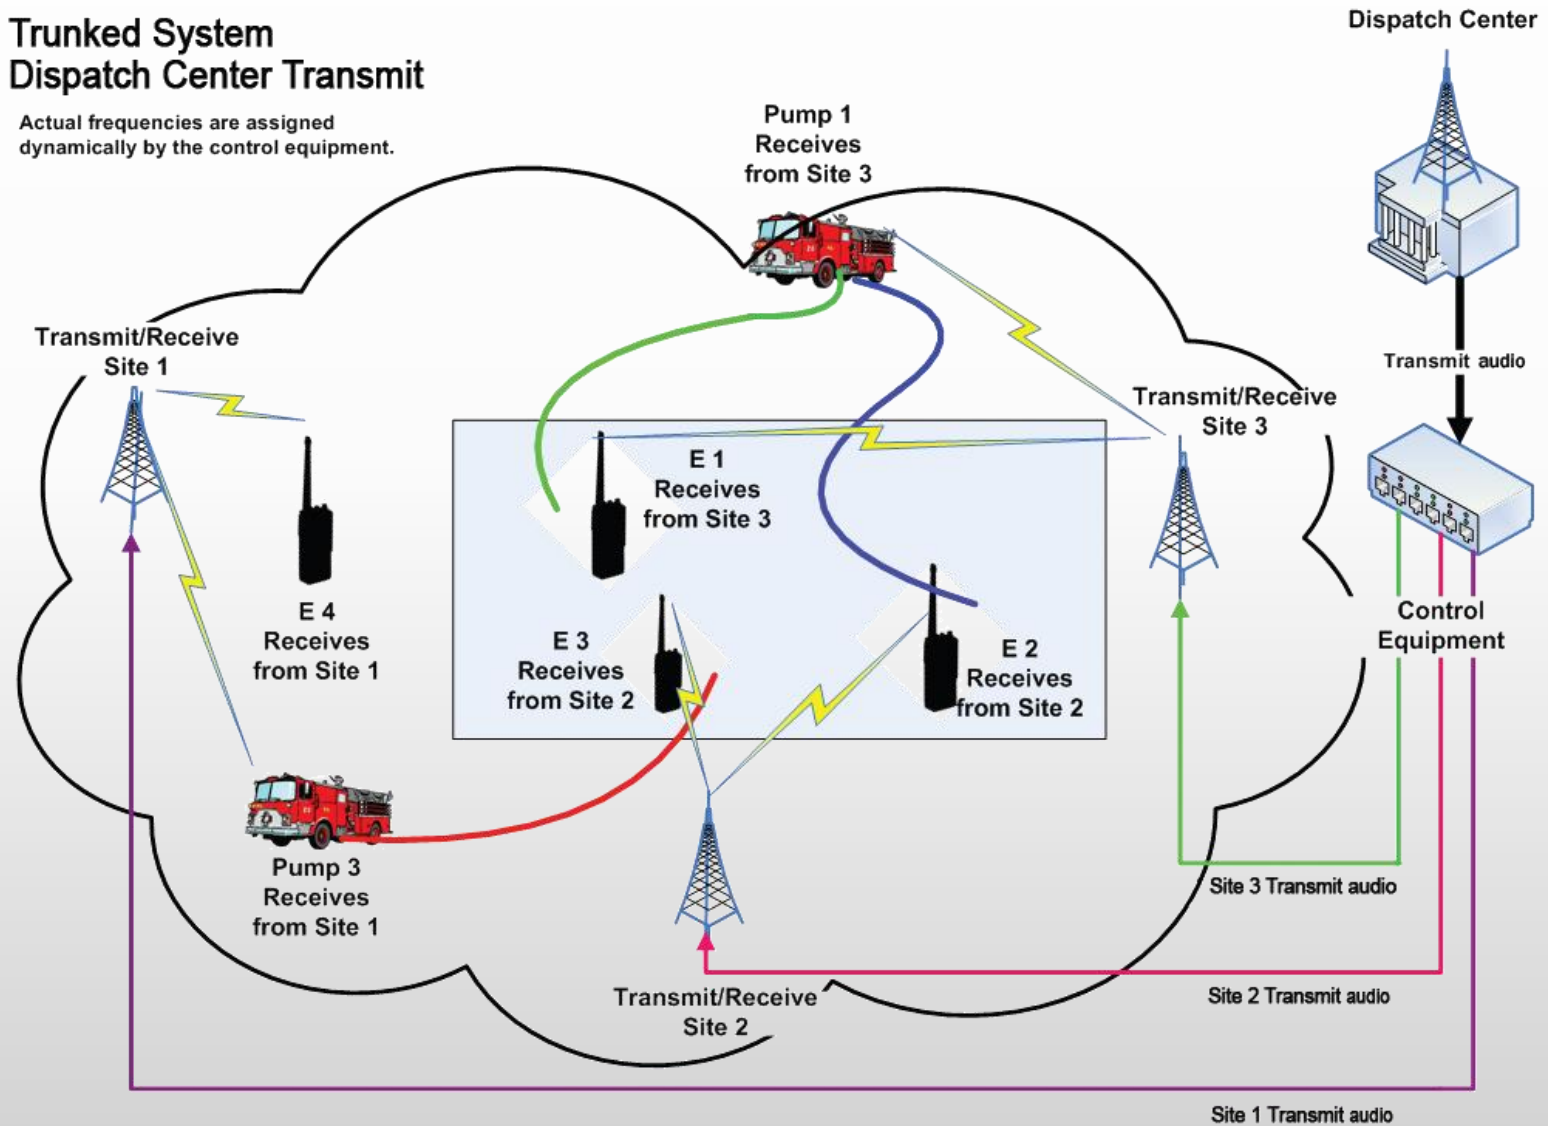 Trunked System
Dispatch Center Transmit
Actual frequencies are assigned
dynamically by the control equipment.
Dispatch Center
Pump 1
Receives
from Site 3
Transmit/Receive
Site 1
Transmit audio
Transmit/Receive
Site 3
E 1
Receives
from Site 3
E 4
Receives
from Site 1
E 3
Receives
from Site 2
E 2
Receives
from Site 2
Control
Equipment
Pump 3
Receives
from Site 1
Site 3 Transmit audio
Transmit/Receive
Site 2
Site 2 Transmit audio
Site 1 Transmit audio